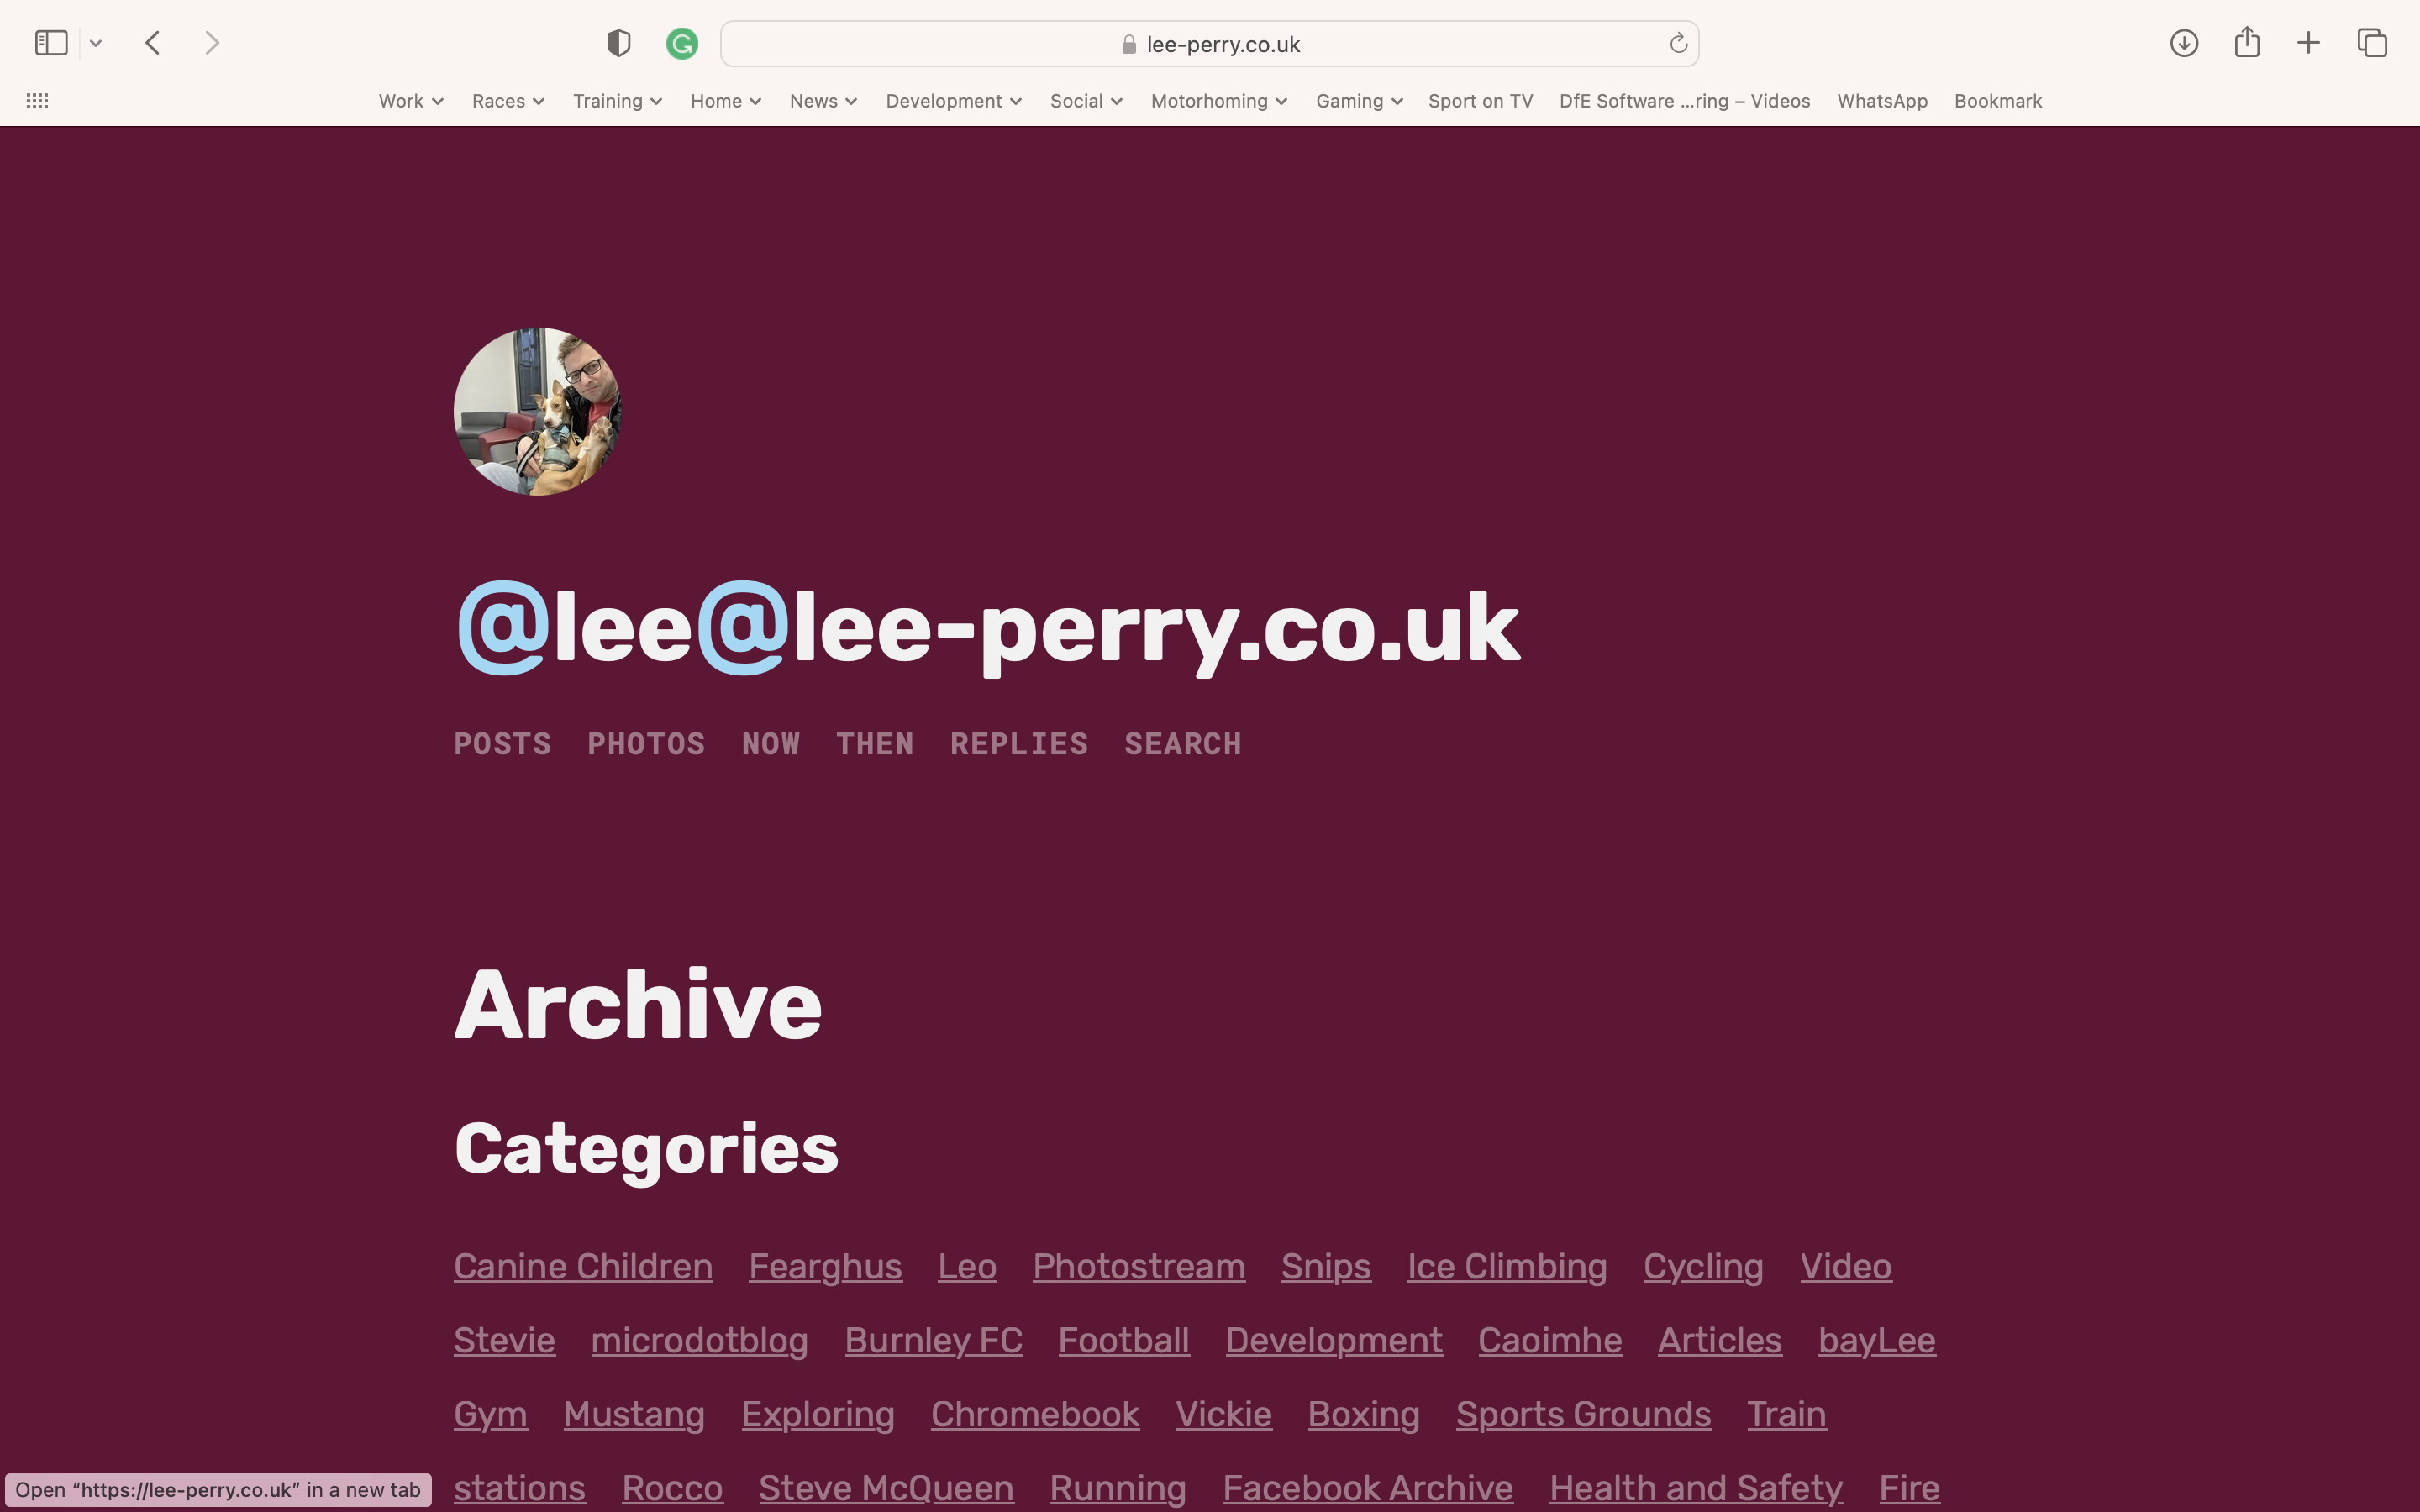 lee-perry.co.uk
Work Races Training Home News Development Social Motorhoming Gaming Sport on TV DfE Software ...ring – Videos WhatsApp Bookmark
@lee@lee-perry.co.uk
POSTS PHOTOS NOW THEN REPLIES SEARCH
Archive
Categories
Canine Children Fearghus Leo Photostream Snips Ice Climbing Cycling Video
Stevie microdotblog Burnley FC Football Development Caoimhe Articles bayLee
Gym Mustang Exploring Chromebook Vickie Boxing Sports Grounds Train
stations Rocco Steve McQueen Running Facebook Archive Health and Safety Fire
Open “https://lee-perry.co.uk” in a new tab